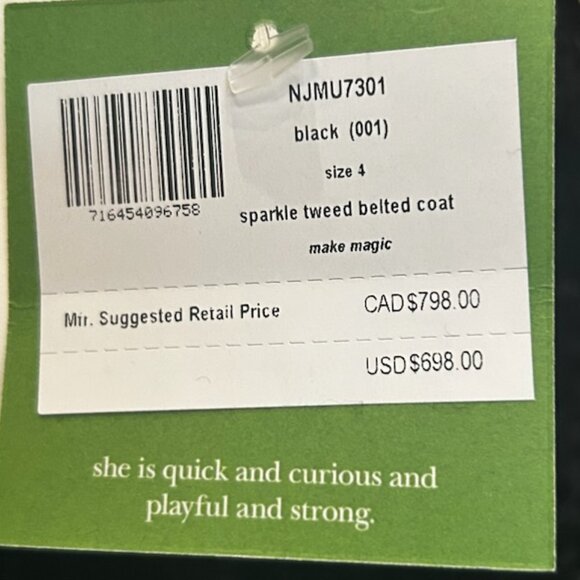 NJMU7301
black (001)
size 4
716454096758
sparkle tweed belted coat
make magic
Mfr. Suggested Retail Price
CAD$798.00
USD$698.00
she is quick and curious and
playful and strong.